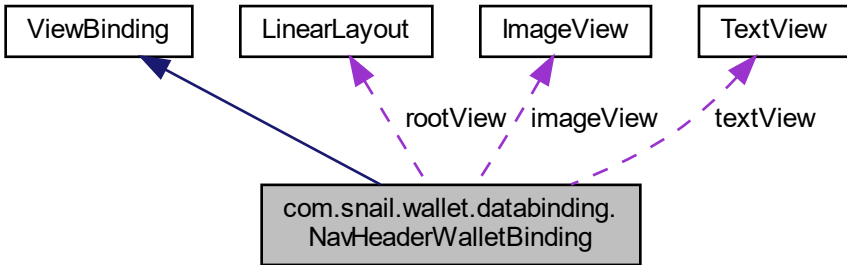 ViewBinding
LinearLayout
ImageView
TextView
rootView
imageView
textView
com.snail.wallet.databinding.
NavHeaderWalletBinding